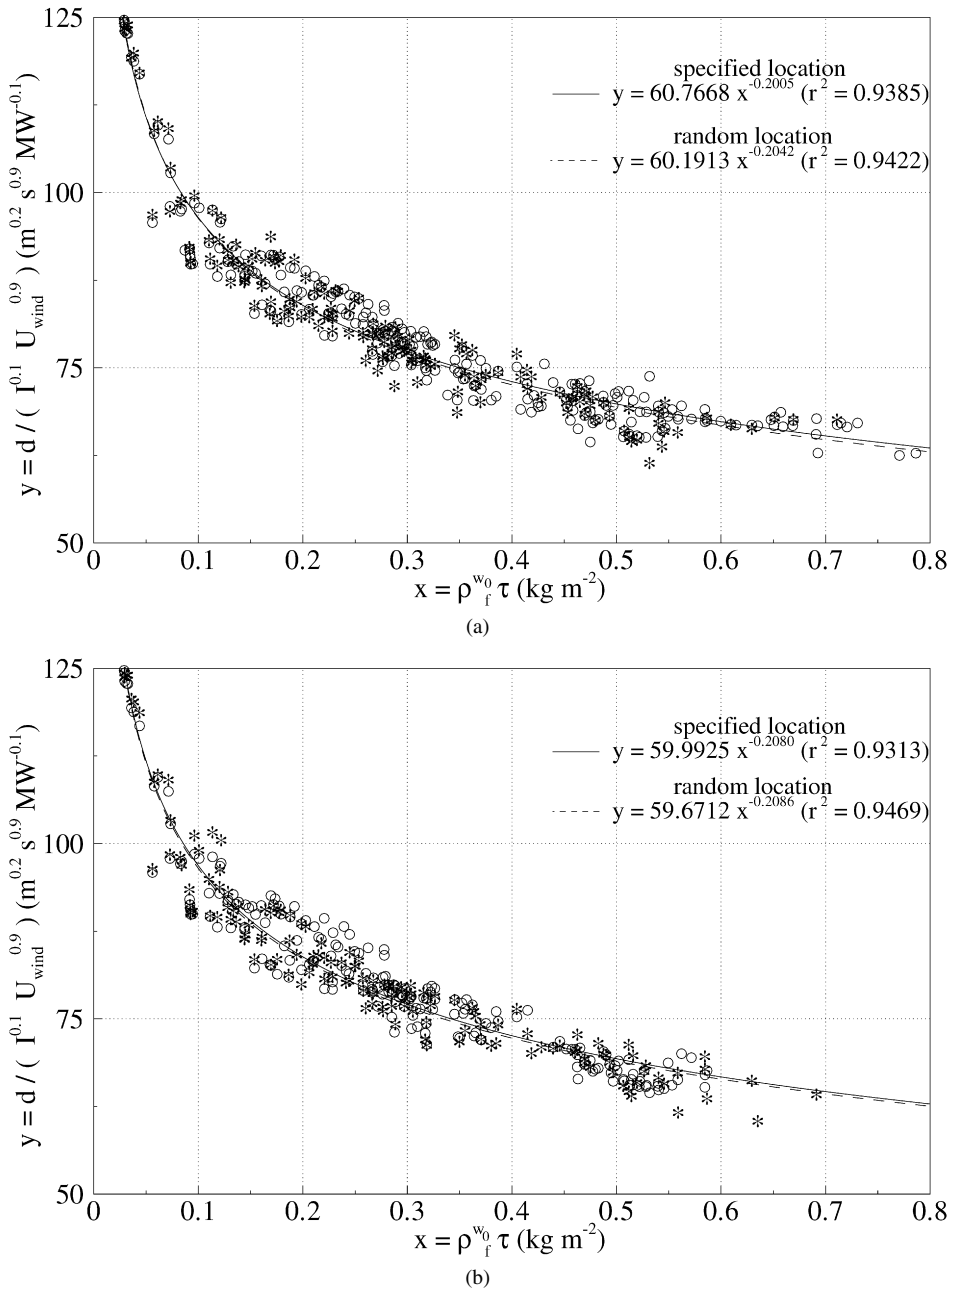 125
100
75
50
0 0.1 0.2 0.3 0.4 0.5 0.6 0.7 0.8
y = d / ( I^0.1 U_wind^0.9 ) (m^0.2 s^0.9 MW^-0.1)
specified location
y = 60.7668 x^-0.2005 (r^2 = 0.9385)
random location
y = 60.1913 x^-0.2042 (r^2 = 0.9422)
x = ρ_f^w0 τ (kg m^-2)
(a)
125
100
75
50
0 0.1 0.2 0.3 0.4 0.5 0.6 0.7 0.8
y = d / ( I^0.1 U_wind^0.9 ) (m^0.2 s^0.9 MW^-0.1)
specified location
y = 59.9925 x^-0.2080 (r^2 = 0.9313)
random location
y = 59.6712 x^-0.2086 (r^2 = 0.9469)
x = ρ_f^w0 τ (kg m^-2)
(b)